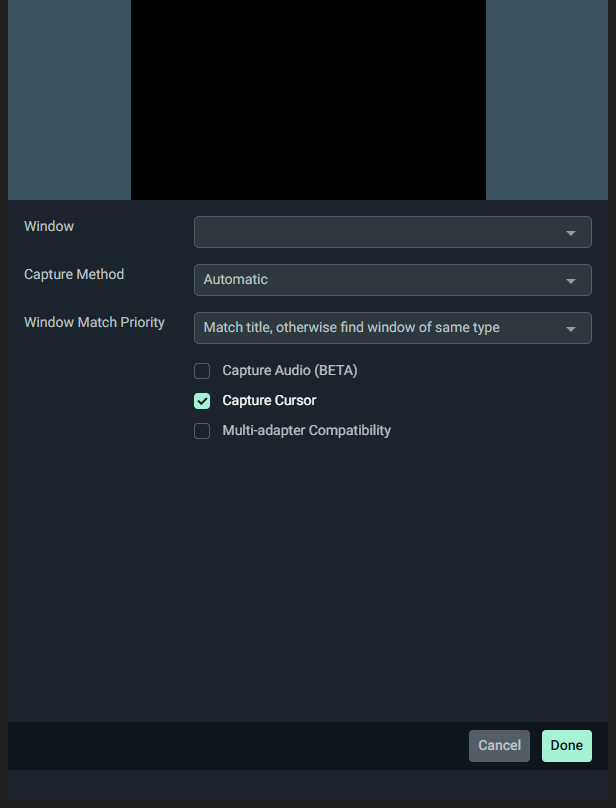 Window
Capture Method
Automatic
Window Match Priority
Match title, otherwise find window of same type
Capture Audio (BETA)
Capture Cursor
Multi-adapter Compatibility
Cancel
Done